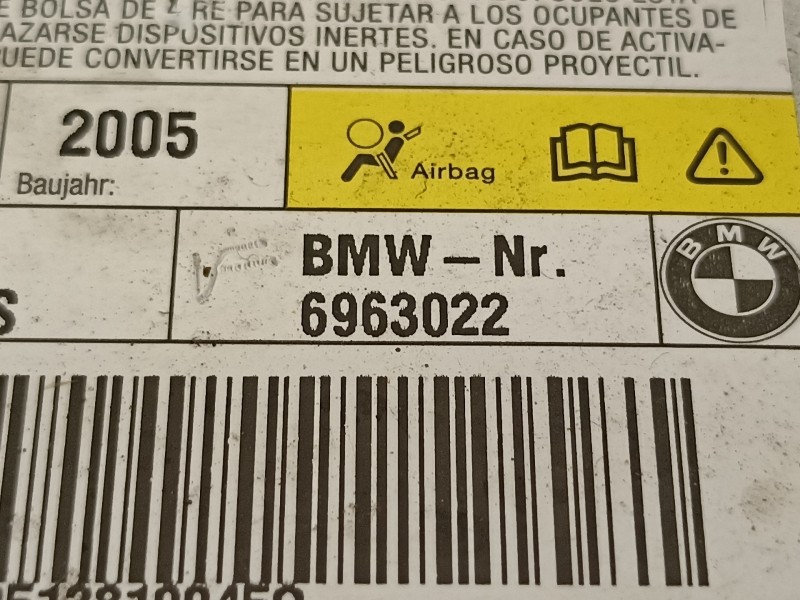 BOLSA DE RE PARA SUJETAR A LOS OCUPANTES DE
AZARSE DISPOSITIVOS INERTES. EN CASO DE ACTIVA-
PUEDE CONVERTIRSE EN UN PELIGROSO PROYECTIL.
2005
Baujahr:
Airbag
BMW-Nr.
6963022
S
BMW